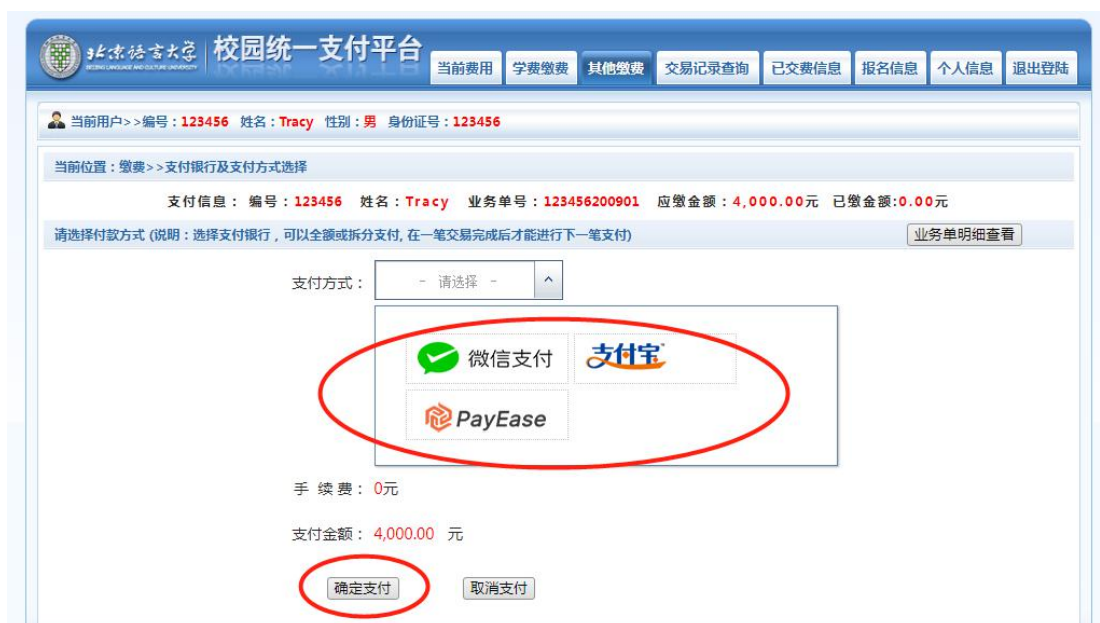 北京语言大学 校园统一支付平台
BEIJING LANGUAGE AND CULTURE UNIVERSITY
当前费用 学费缴费 其他缴费 交易记录查询 已交费信息 报名信息 个人信息 退出登陆
当前用户>>编号：123456 姓名：Tracy 性别：男 身份证号：123456
当前位置：缴费>>支付银行及支付方式选择
支付信息： 编号：123456 姓名：Tracy 业务单号：123456200901 应缴金额：4,000.00元 已缴金额:0.00元
请选择付款方式 (说明：选择支付银行，可以全额或拆分支付, 在一笔交易完成后才能进行下一笔支付) 业务单明细查看
支付方式： - 请选择 -
微信支付 支付宝
PayEase
手 续 费： 0元
支付金额： 4,000.00 元
确定支付 取消支付